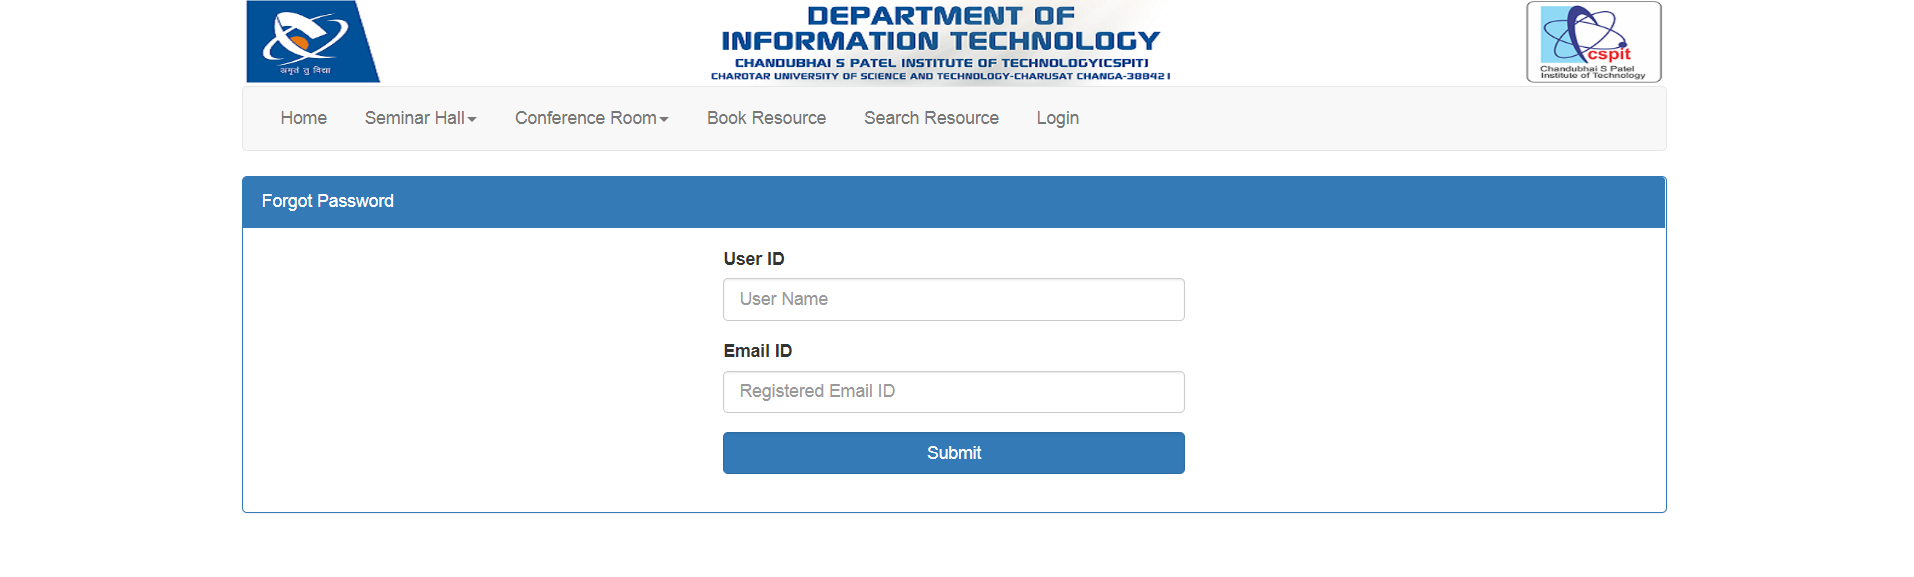 अमृतं तु विद्या
DEPARTMENT OF
INFORMATION TECHNOLOGY
CHANDUBHAI S PATEL INSTITUTE OF TECHNOLOGY(CSPIT)
CHAROTAR UNIVERSITY OF SCIENCE AND TECHNOLOGY-CHARUSAT CHANGA-388421
cspit
Chandubhai S Patel
Institute of Technology
Home Seminar Hall Conference Room Book Resource Search Resource Login
Forgot Password
User ID
User Name
Email ID
Registered Email ID
Submit